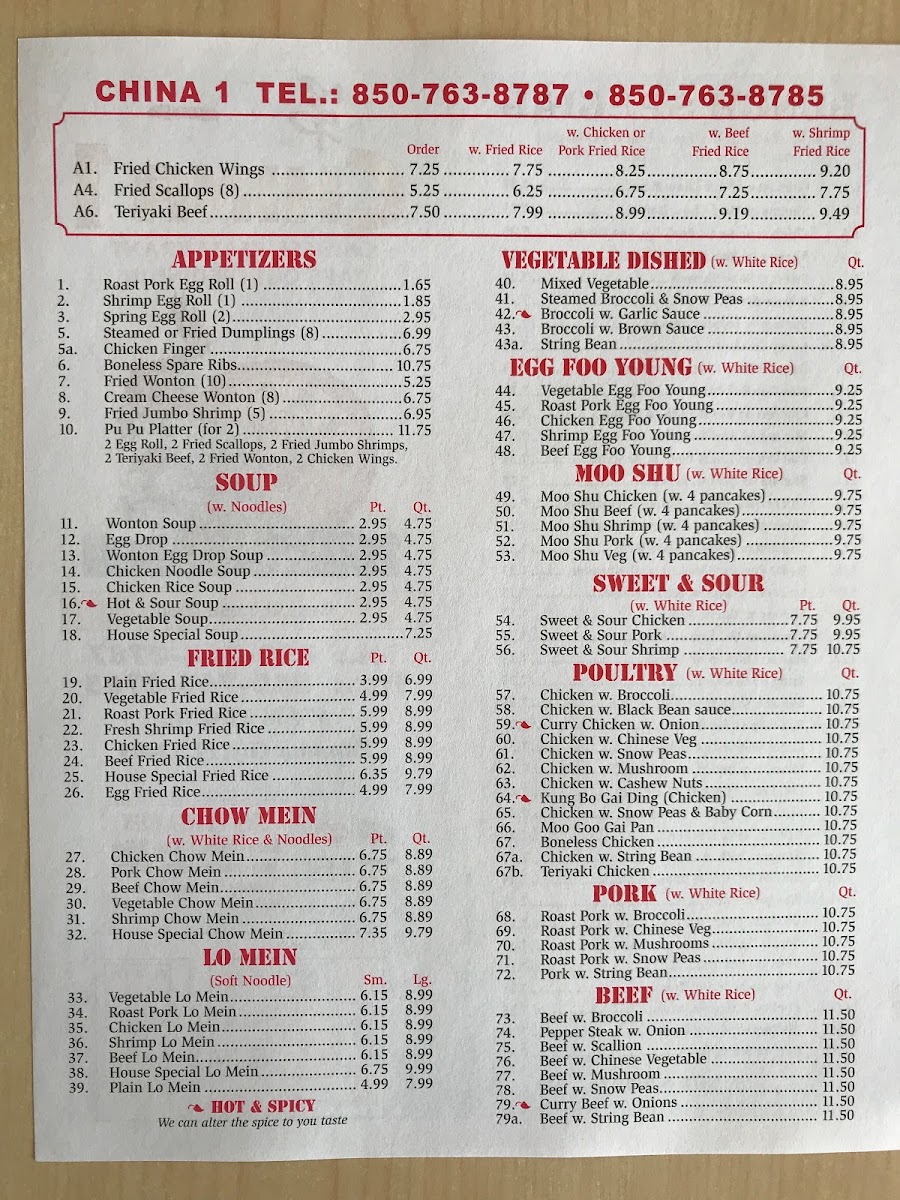 CHINA 1 TEL.: 850-763-8787 • 850-763-8785
Order w. Fried Rice w. Chicken or Pork Fried Rice w. Beef Fried Rice w. Shrimp Fried Rice
A1. Fried Chicken Wings 7.25 7.75 8.25 8.75 9.20
A4. Fried Scallops (8) 5.25 6.25 6.75 7.25 7.75
A6. Teriyaki Beef 7.50 7.99 8.99 9.19 9.49
APPETIZERS
1. Roast Pork Egg Roll (1) 1.65
2. Shrimp Egg Roll (1) 1.85
3. Spring Egg Roll (2) 2.95
5. Steamed or Fried Dumplings (8) 6.99
5a. Chicken Finger 6.75
6. Boneless Spare Ribs 10.75
7. Fried Wonton (10) 5.25
8. Cream Cheese Wonton (8) 6.75
9. Fried Jumbo Shrimp (5) 6.95
10. Pu Pu Platter (for 2) 11.75
2 Egg Roll, 2 Fried Scallops, 2 Fried Jumbo Shrimps,
2 Teriyaki Beef, 2 Fried Wonton, 2 Chicken Wings.
SOUP
(w. Noodles) Pt. Qt.
11. Wonton Soup 2.95 4.75
12. Egg Drop 2.95 4.75
13. Wonton Egg Drop Soup 2.95 4.75
14. Chicken Noodle Soup 2.95 4.75
15. Chicken Rice Soup 2.95 4.75
16. Hot & Sour Soup 2.95 4.75
17. Vegetable Soup 2.95 4.75
18. House Special Soup 7.25
FRIED RICE Pt. Qt.
19. Plain Fried Rice 3.99 6.99
20. Vegetable Fried Rice 4.99 7.99
21. Roast Pork Fried Rice 5.99 8.99
22. Fresh Shrimp Fried Rice 5.99 8.99
23. Chicken Fried Rice 5.99 8.99
24. Beef Fried Rice 5.99 8.99
25. House Special Fried Rice 6.35 9.79
26. Egg Fried Rice 4.99 7.99
CHOW MEIN
(w. White Rice & Noodles) Pt. Qt.
27. Chicken Chow Mein 6.75 8.89
28. Pork Chow Mein 6.75 8.89
29. Beef Chow Mein 6.75 8.89
30. Vegetable Chow Mein 6.75 8.89
31. Shrimp Chow Mein 6.75 8.89
32. House Special Chow Mein 7.35 9.79
LO MEIN
(Soft Noodle) Sm. Lg.
33. Vegetable Lo Mein 6.15 8.99
34. Roast Pork Lo Mein 6.15 8.99
35. Chicken Lo Mein 6.15 8.99
36. Shrimp Lo Mein 6.15 8.99
37. Beef Lo Mein 6.15 8.99
38. House Special Lo Mein 6.75 9.99
39. Plain Lo Mein 4.99 7.99
HOT & SPICY
We can alter the spice to you taste
VEGETABLE DISHED (w. White Rice) Qt.
40. Mixed Vegetable 8.95
41. Steamed Broccoli & Snow Peas 8.95
42. Broccoli w. Garlic Sauce 8.95
43. Broccoli w. Brown Sauce 8.95
43a. String Bean 8.95
EGG FOO YOUNG (w. White Rice) Qt.
44. Vegetable Egg Foo Young 9.25
45. Roast Pork Egg Foo Young 9.25
46. Chicken Egg Foo Young 9.25
47. Shrimp Egg Foo Young 9.25
48. Beef Egg Foo Young 9.25
MOO SHU (w. White Rice) Qt.
49. Moo Shu Chicken (w. 4 pancakes) 9.75
50. Moo Shu Beef (w. 4 pancakes) 9.75
51. Moo Shu Shrimp (w. 4 pancakes) 9.75
52. Moo Shu Pork (w. 4 pancakes) 9.75
53. Moo Shu Veg (w. 4 pancakes) 9.75
SWEET & SOUR
(w. White Rice) Pt. Qt.
54. Sweet & Sour Chicken 7.75 9.95
55. Sweet & Sour Pork 7.75 9.95
56. Sweet & Sour Shrimp 7.75 10.75
POULTRY (w. White Rice) Qt.
57. Chicken w. Broccoli 10.75
58. Chicken w. Black Bean sauce 10.75
59. Curry Chicken w. Onion 10.75
60. Chicken w. Chinese Veg 10.75
61. Chicken w. Snow Peas 10.75
62. Chicken w. Mushroom 10.75
63. Chicken w. Cashew Nuts 10.75
64. Kung Bo Gai Ding (Chicken) 10.75
65. Chicken w. Snow Peas & Baby Corn 10.75
66. Moo Goo Gai Pan 10.75
67. Boneless Chicken 10.75
67a. Chicken w. String Bean 10.75
67b. Teriyaki Chicken 10.75
PORK (w. White Rice) Qt.
68. Roast Pork w. Broccoli 10.75
69. Roast Pork w. Chinese Veg 10.75
70. Roast Pork w. Mushrooms 10.75
71. Roast Pork w. Snow Peas 10.75
72. Pork w. String Bean 10.75
BEEF (w. White Rice) Qt.
73. Beef w. Broccoli 11.50
74. Pepper Steak w. Onion 11.50
75. Beef w. Scallion 11.50
76. Beef w. Chinese Vegetable 11.50
77. Beef w. Mushroom 11.50
78. Beef w. Snow Peas 11.50
79. Curry Beef w. Onions 11.50
79a. Beef w. String Bean 11.50